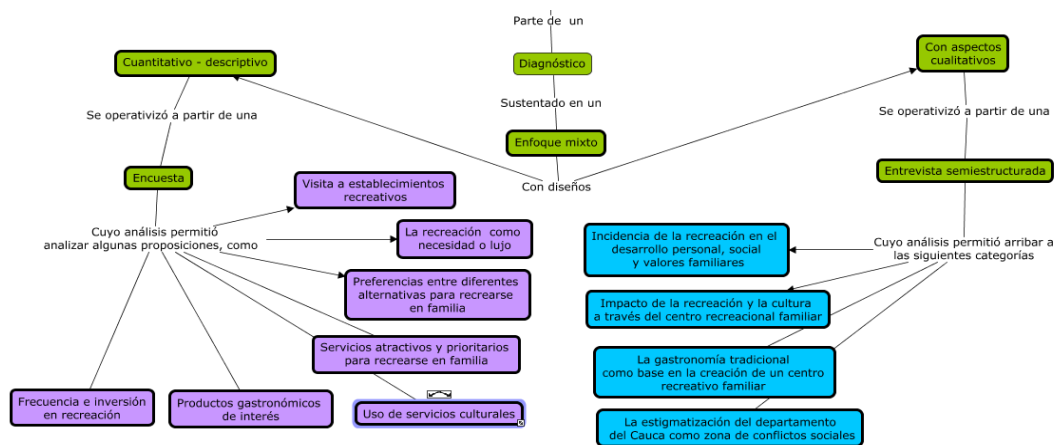 Parte de un
Diagnóstico
Sustentado en un
Enfoque mixto
Con diseños
Cuantitativo - descriptivo
Se operativizó a partir de una
Encuesta
Cuyo análisis permitió
analizar algunas proposiciones, como
Visita a establecimientos
recreativos
La recreación como
necesidad o lujo
Preferencias entre diferentes
alternativas para recrearse
en familia
Servicios atractivos y prioritarios
para recrearse en familia
Uso de servicios culturales
Productos gastronómicos
de interés
Frecuencia e inversión
en recreación
Con aspectos
cualitativos
Se operativizó a partir de una
Entrevista semiestructurada
Cuyo análisis permitió arribar a
las siguientes categorías
Incidencia de la recreación en el
desarrollo personal, social
y valores familiares
Impacto de la recreación y la cultura
a través del centro recreacional familiar
La gastronomía tradicional
como base en la creación de un centro
recreativo familiar
La estigmatización del departamento
del Cauca como zona de conflictos sociales